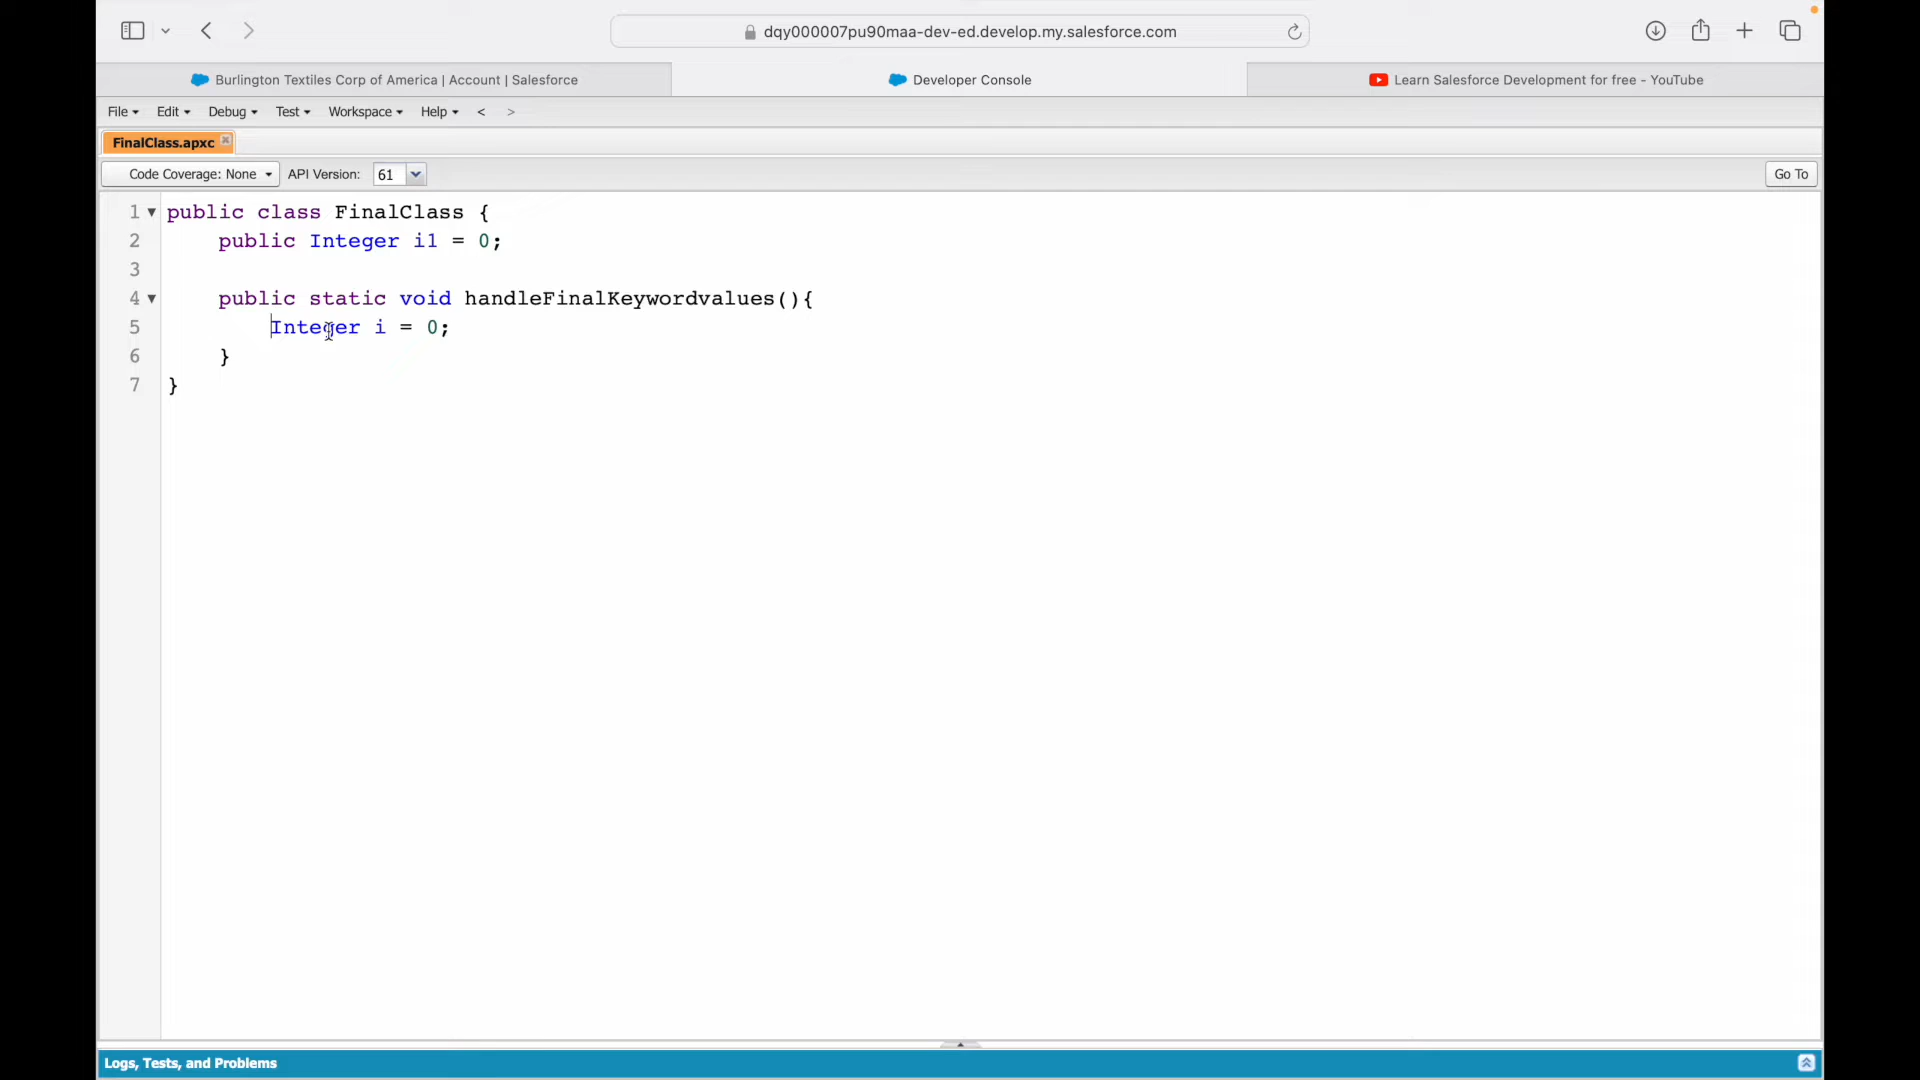 dqy000007pu90maa-dev-ed.develop.my.salesforce.com
Burlington Textiles Corp of America | Account | Salesforce
Developer Console
Learn Salesforce Development for free - YouTube
File Edit Debug Test Workspace Help < >
FinalClass.apxc
Code Coverage: None API Version: 61 Go To
1 public class FinalClass {
2 public Integer i1 = 0;
3
4 public static void handleFinalKeywordvalues(){
5 Integer i = 0;
6 }
7 }
Logs, Tests, and Problems